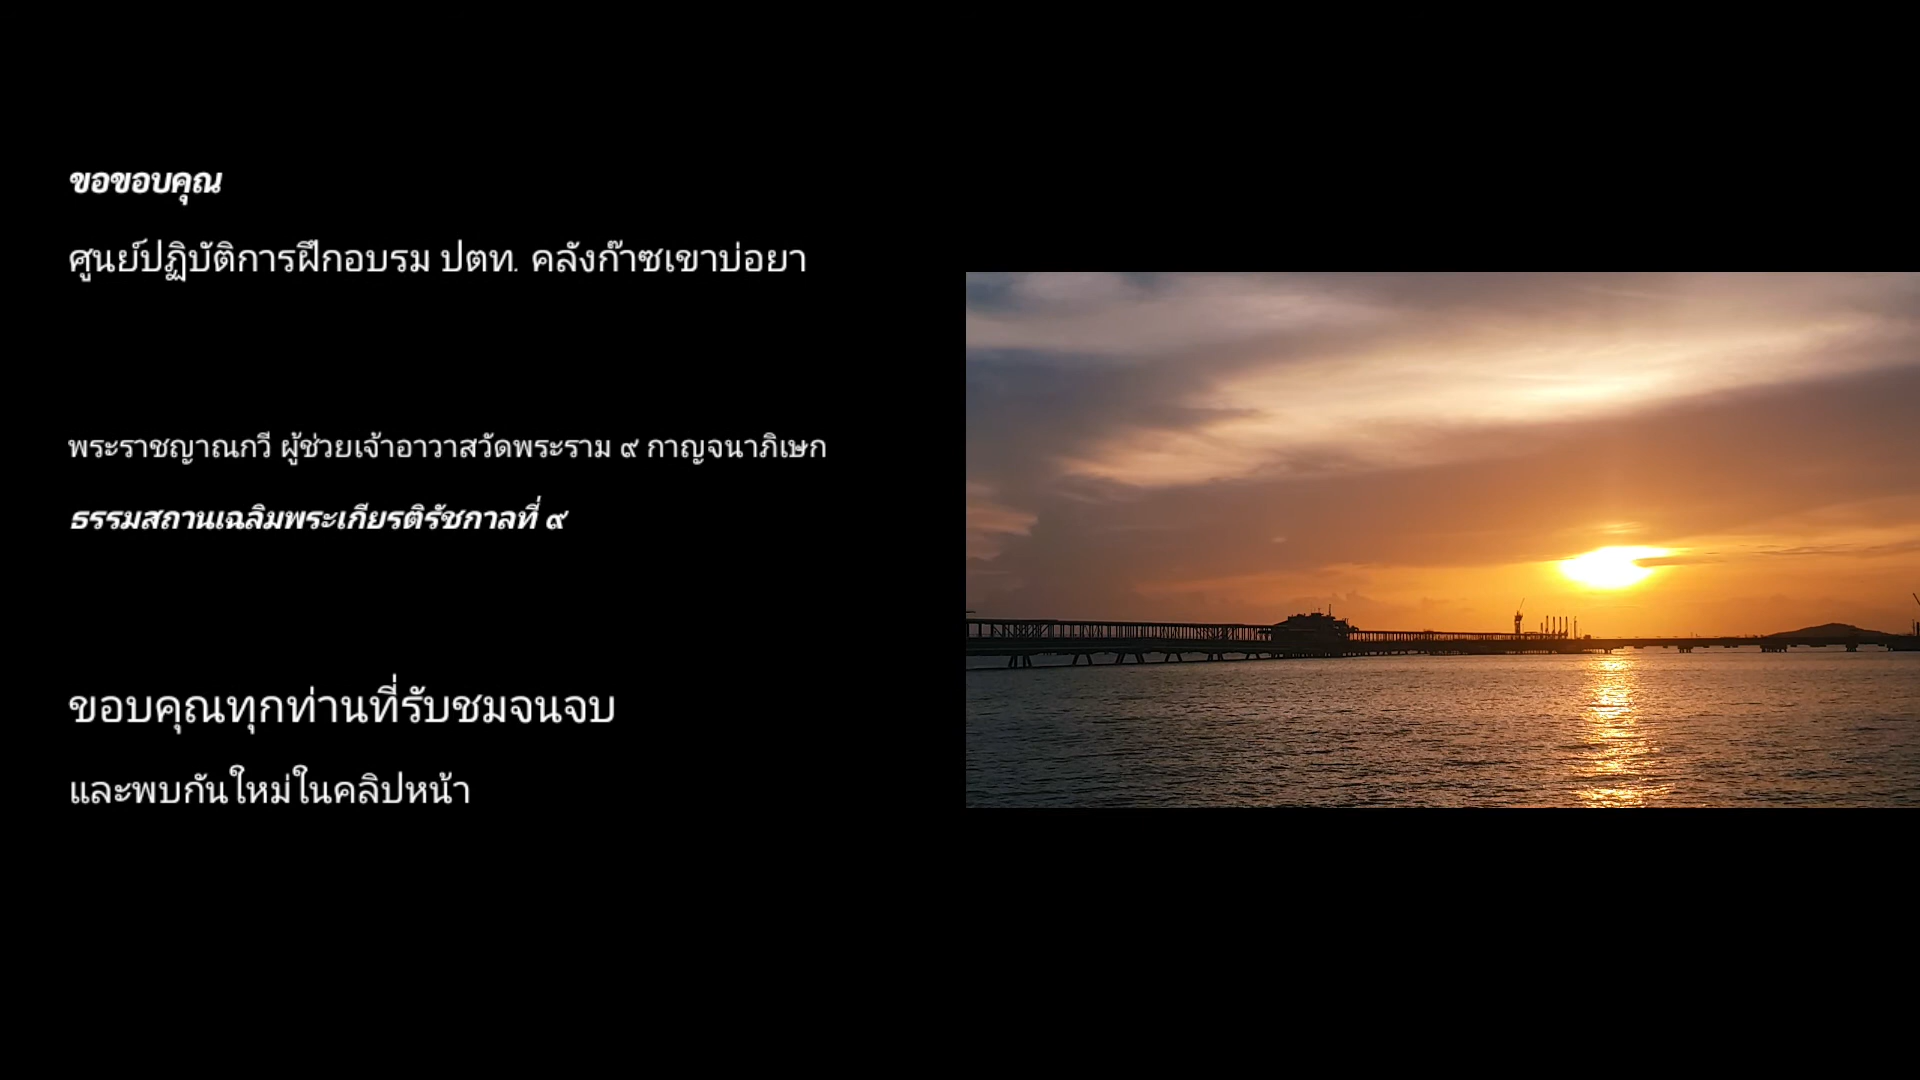 ขอขอบคุณ
ศูนย์ปฏิบัติการฝึกอบรม ปตท. คลังก๊าซเขาบ่อยา
พระราชญาณกวี ผู้ช่วยเจ้าอาวาสวัดพระราม ๙ กาญจนาภิเษก
ธรรมสถานเฉลิมพระเกียรติรัชกาลที่ ๙
ขอบคุณทุกท่านที่รับชมจนจบ
และพบกันใหม่ในคลิปหน้า